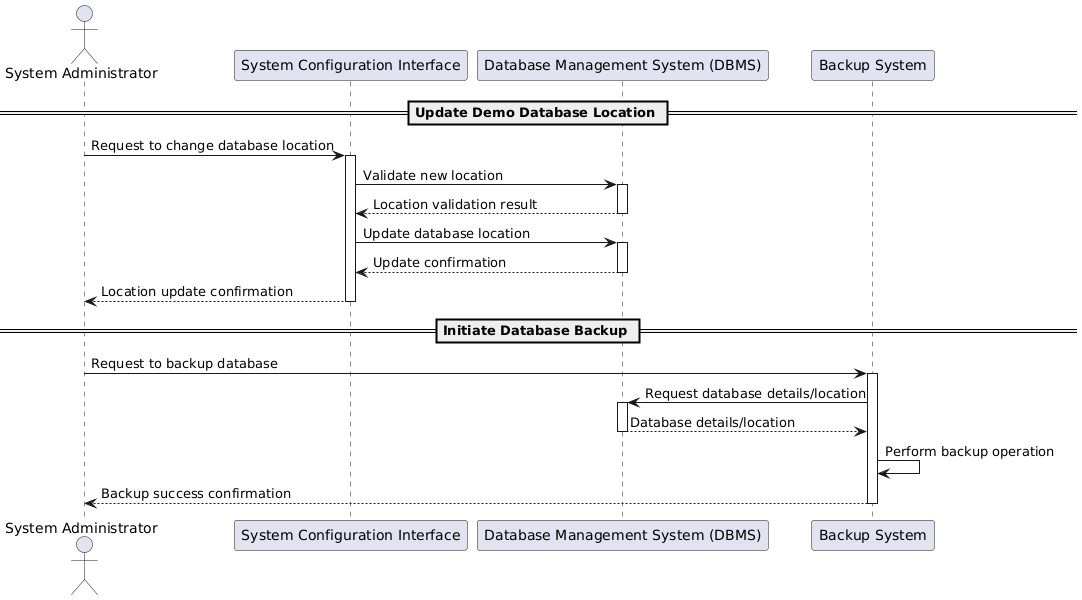 System Administrator
System Configuration Interface
Database Management System (DBMS)
Backup System
Update Demo Database Location
Request to change database location
Validate new location
Location validation result
Update database location
Update confirmation
Location update confirmation
Initiate Database Backup
Request to backup database
Request database details/location
Database details/location
Perform backup operation
Backup success confirmation
System Administrator
System Configuration Interface
Database Management System (DBMS)
Backup System